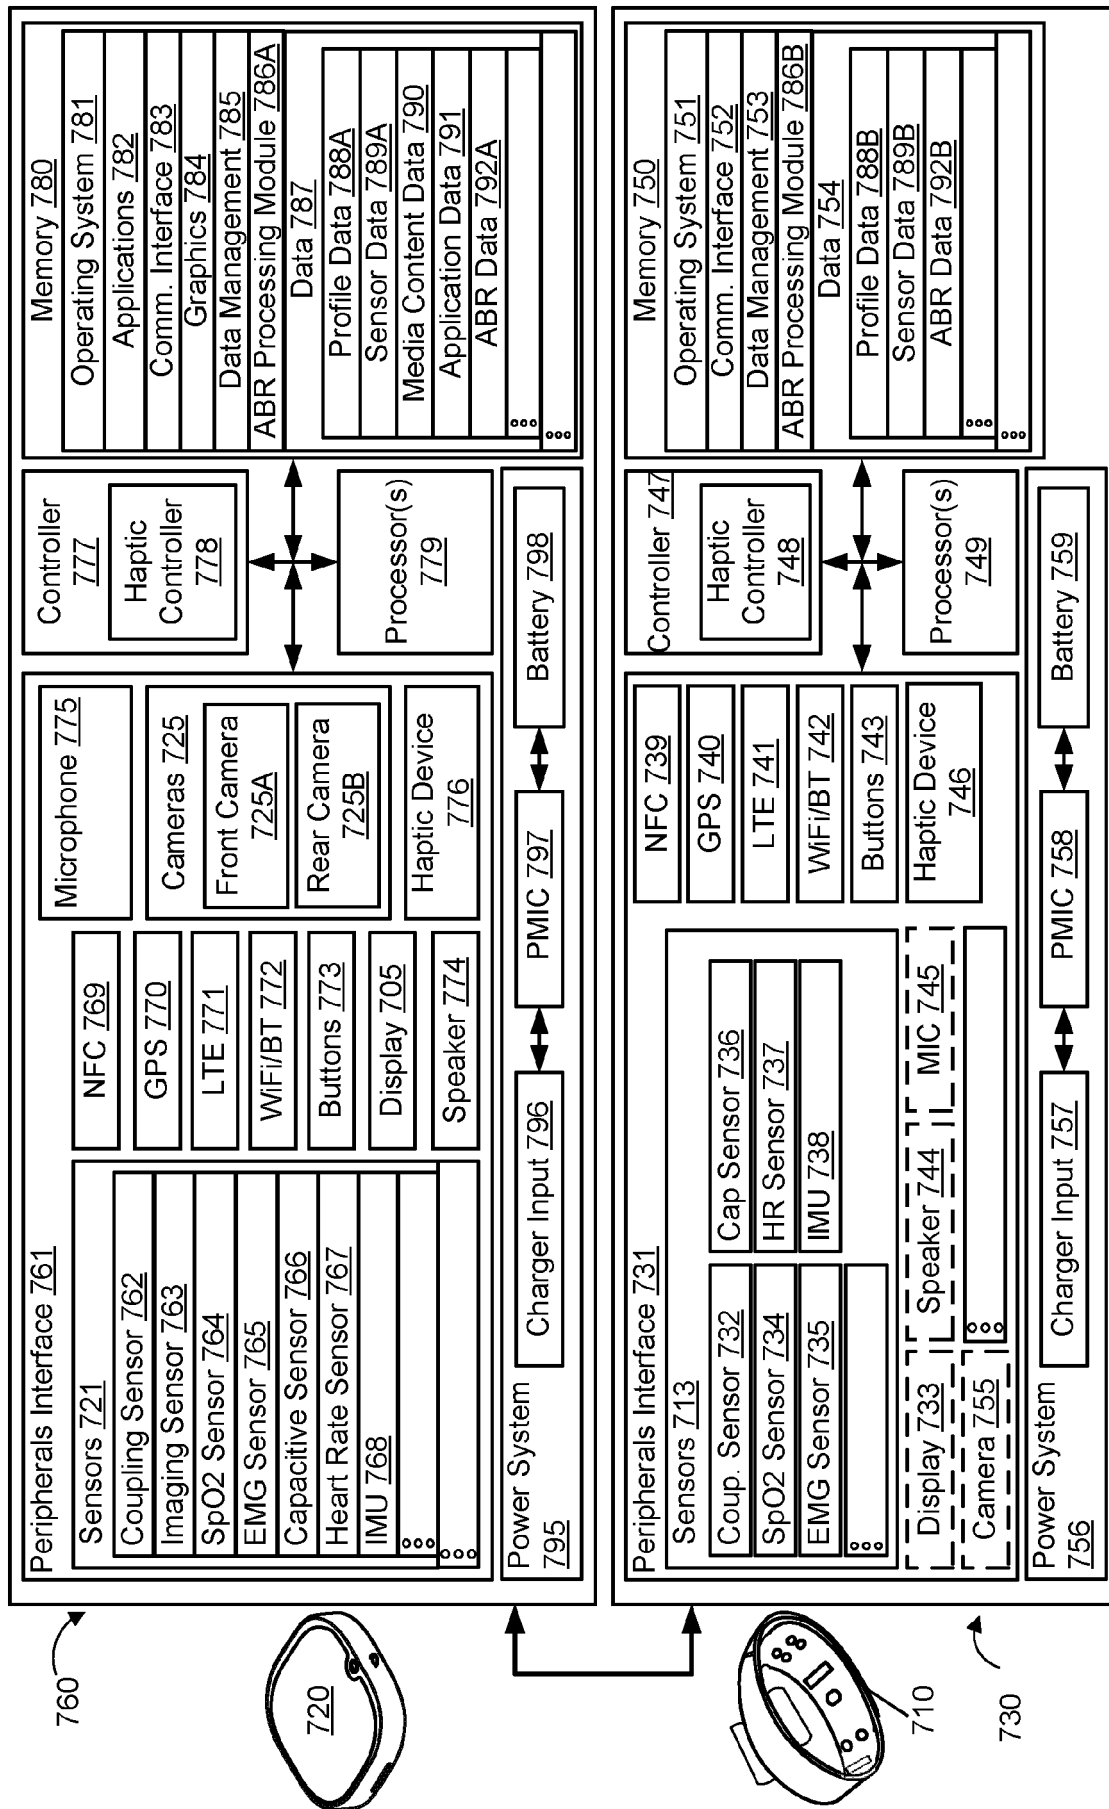 760
720
Peripherals Interface 761
Sensors 721
Coupling Sensor 762
Imaging Sensor 763
SpO2 Sensor 764
EMG Sensor 765
Capacitive Sensor 766
Heart Rate Sensor 767
IMU 768
NFC 769
GPS 770
LTE 771
WiFi/BT 772
Buttons 773
Display 705
Speaker 774
Microphone 775
Cameras 725
Front Camera
725A
Rear Camera
725B
Haptic Device
776
Controller
777
Haptic
Controller
778
Processor(s)
779
Memory 780
Operating System 781
Applications 782
Comm. Interface 783
Graphics 784
Data Management 785
ABR Processing Module 786A
Data 787
Profile Data 788A
Sensor Data 789A
Media Content Data 790
Application Data 791
ABR Data 792A
Power System
795
Charger Input 796
PMIC 797
Battery 798
710
730
Peripherals Interface 731
Sensors 713
Coup. Sensor 732
SpO2 Sensor 734
EMG Sensor 735
Cap Sensor 736
HR Sensor 737
IMU 738
Display 733
Speaker 744
MIC 745
Camera 755
NFC 739
GPS 740
LTE 741
WiFi/BT 742
Buttons 743
Haptic Device
746
Controller 747
Haptic
Controller
748
Processor(s)
749
Memory 750
Operating System 751
Comm. Interface 752
Data Management 753
ABR Processing Module 786B
Data 754
Profile Data 788B
Sensor Data 789B
ABR Data 792B
Power System
756
Charger Input 757
PMIC 758
Battery 759